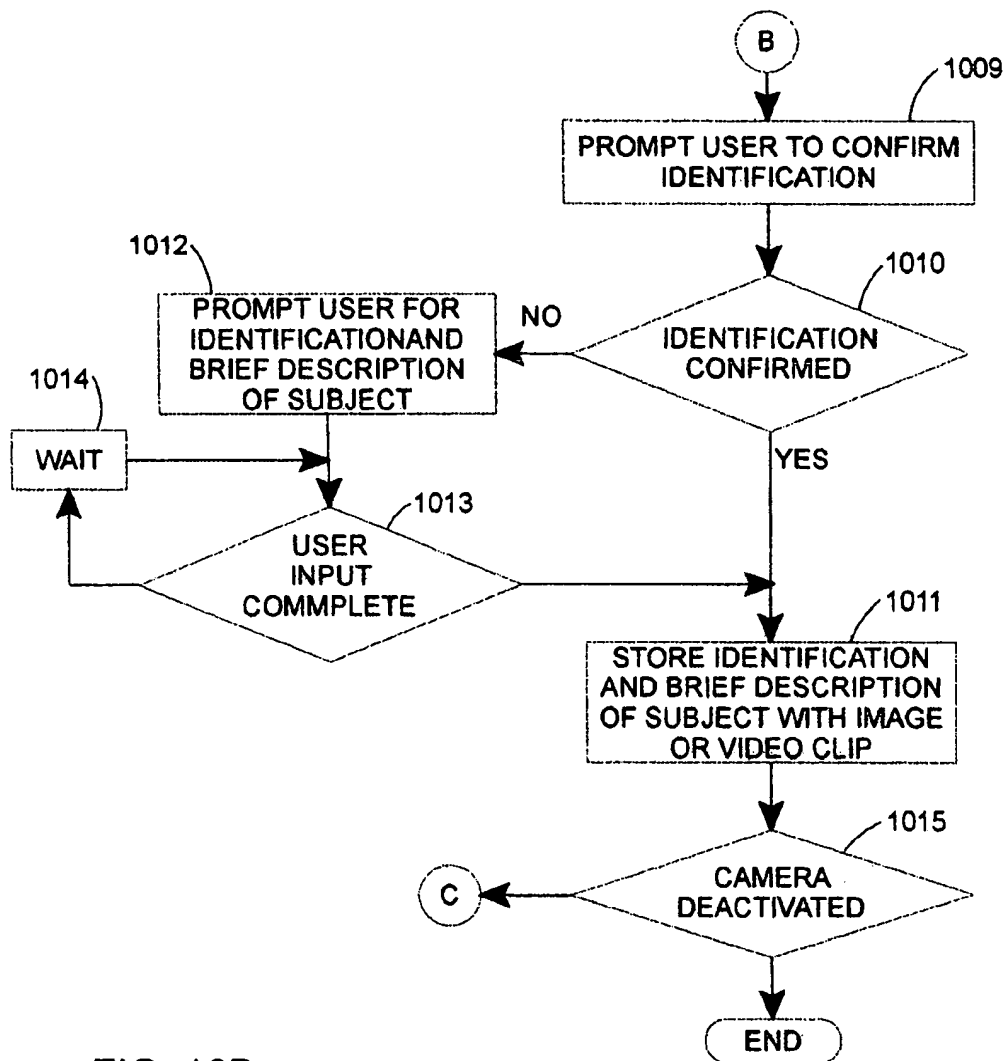 B
1009
PROMPT USER TO CONFIRM
IDENTIFICATION
1012
1010
PROMPT USER FOR
IDENTIFICATIONAND
BRIEF DESCRIPTION
OF SUBJECT
NO
IDENTIFICATION
CONFIRMED
1014
WAIT
YES
1013
USER
INPUT
COMMPLETE
1011
STORE IDENTIFICATION
AND BRIEF DESCRIPTION
OF SUBJECT WITH IMAGE
OR VIDEO CLIP
1015
C
CAMERA
DEACTIVATED
END